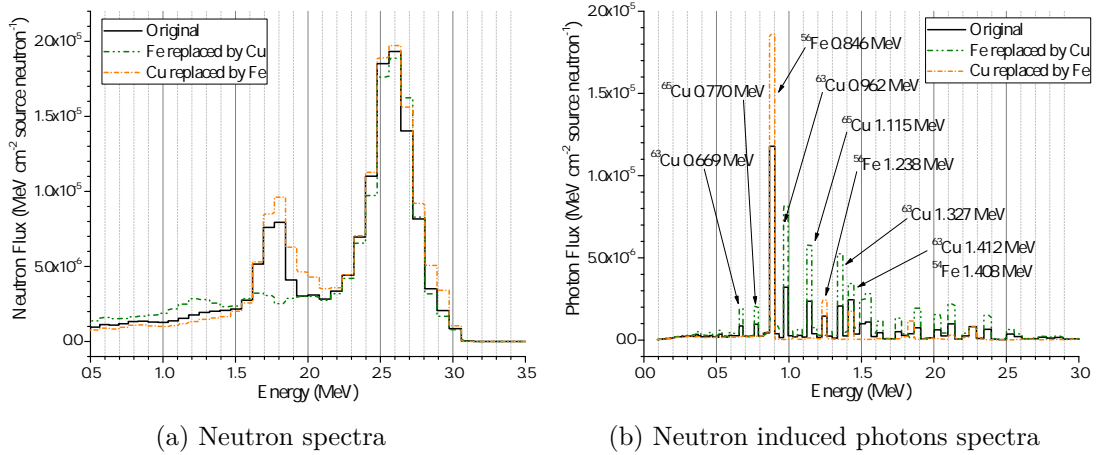 Original
Fe replaced by Cu
Cu replaced by Fe
Neutron Flux (MeV cm⁻² source neutron⁻¹)
20x10⁻⁵
1.5x10⁻⁵
1.0x10⁻⁵
5.0x10⁻⁶
0.0
0.5 1.0 1.5 2.0 2.5 3.0 3.5
Energy (MeV)
(a) Neutron spectra
Original
Fe replaced by Cu
Cu replaced by Fe
Photon Flux (MeV cm⁻² source neutron⁻¹)
2.0x10⁻⁵
1.5x10⁻⁵
1.0x10⁻⁵
5.0x10⁻⁶
0.0
⁵⁶Fe 0.846 MeV
⁶³Cu 0.962 MeV
⁶⁵Cu 0.770 MeV
⁶⁵Cu 1.115 MeV
⁶³Cu 0.669 MeV
⁵⁶Fe 1.238 MeV
⁶³Cu 1.327 MeV
⁶³Cu 1.412 MeV
⁵⁴Fe 1.408 MeV
0.0 0.5 1.0 1.5 2.0 2.5 3.0
Energy (MeV)
(b) Neutron induced photons spectra